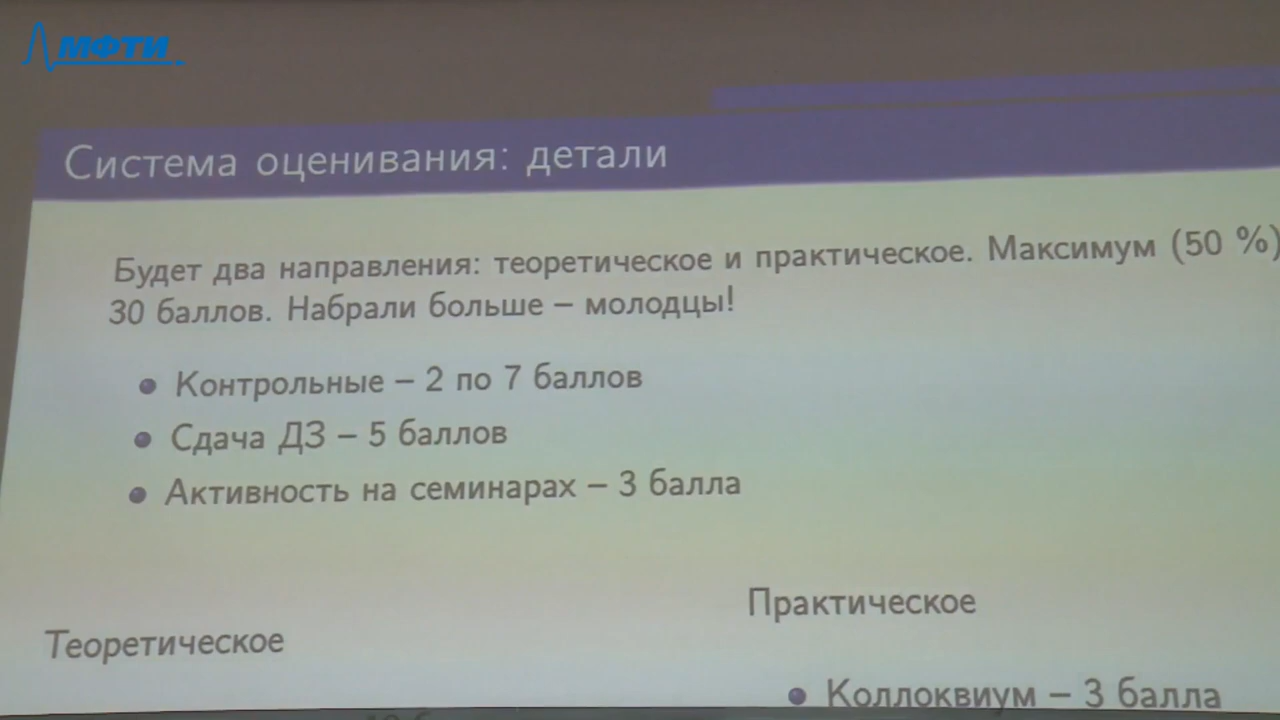 МФТИ
Система оценивания: детали
Будет два направления: теоретическое и практическое. Максимум (50 %)
30 баллов. Набрали больше – молодцы!
Контрольные – 2 по 7 баллов
Сдача ДЗ – 5 баллов
Активность на семинарах – 3 балла
Теоретическое
Практическое
Коллоквиум – 3 балла